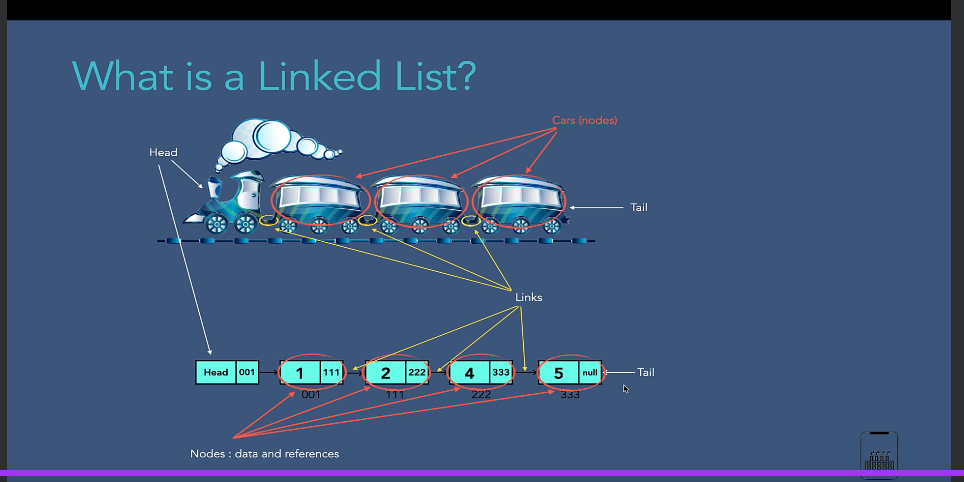 What is a Linked List?
Cars (nodes)
Head
Tail
Links
Head 001 1 111 2 222 4 333 5 null Tail
001 111 222 333
Nodes : data and references